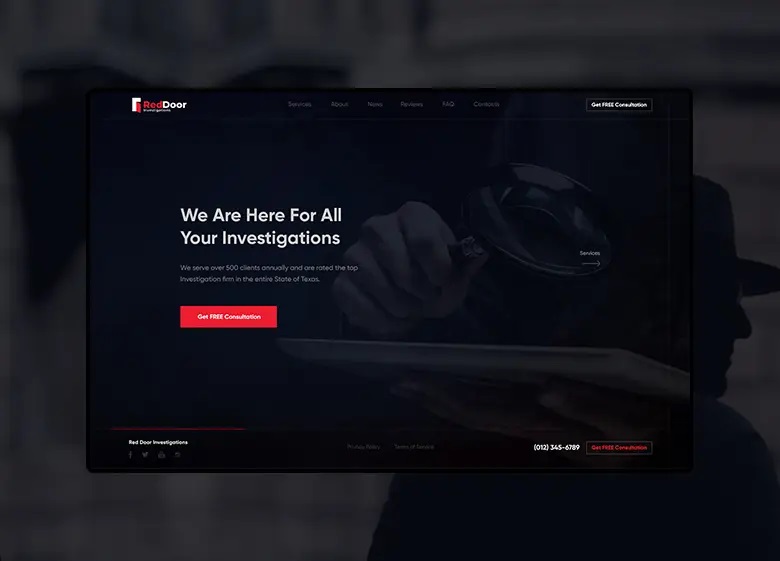 RedDoor
Investigations
Services About News Reviews FAQ Contacts
Get FREE Consultation
We Are Here For All
Your Investigations
We serve over 500 clients annually and are rated the top
Investigation firm in the entire State of Texas.
Services
Get FREE Consultation
Red Door Investigations
Privacy Policy Terms of Service
(012) 345-6789
Get FREE Consultation